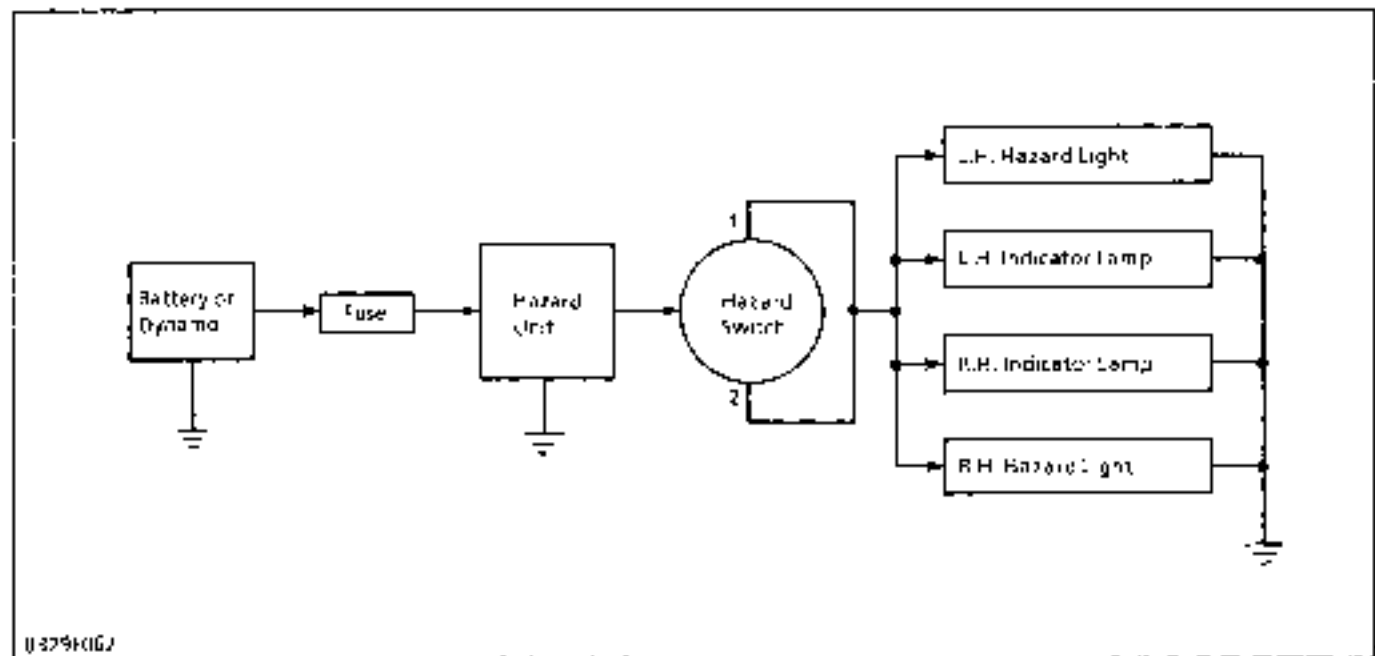 Battery or
Dynamo
Fuse
Hazard
Unit
1
Hazard
Switch
2
L.H. Hazard Light
L.H. Indicator Lamp
R.H. Indicator Lamp
R.H. Hazard Light